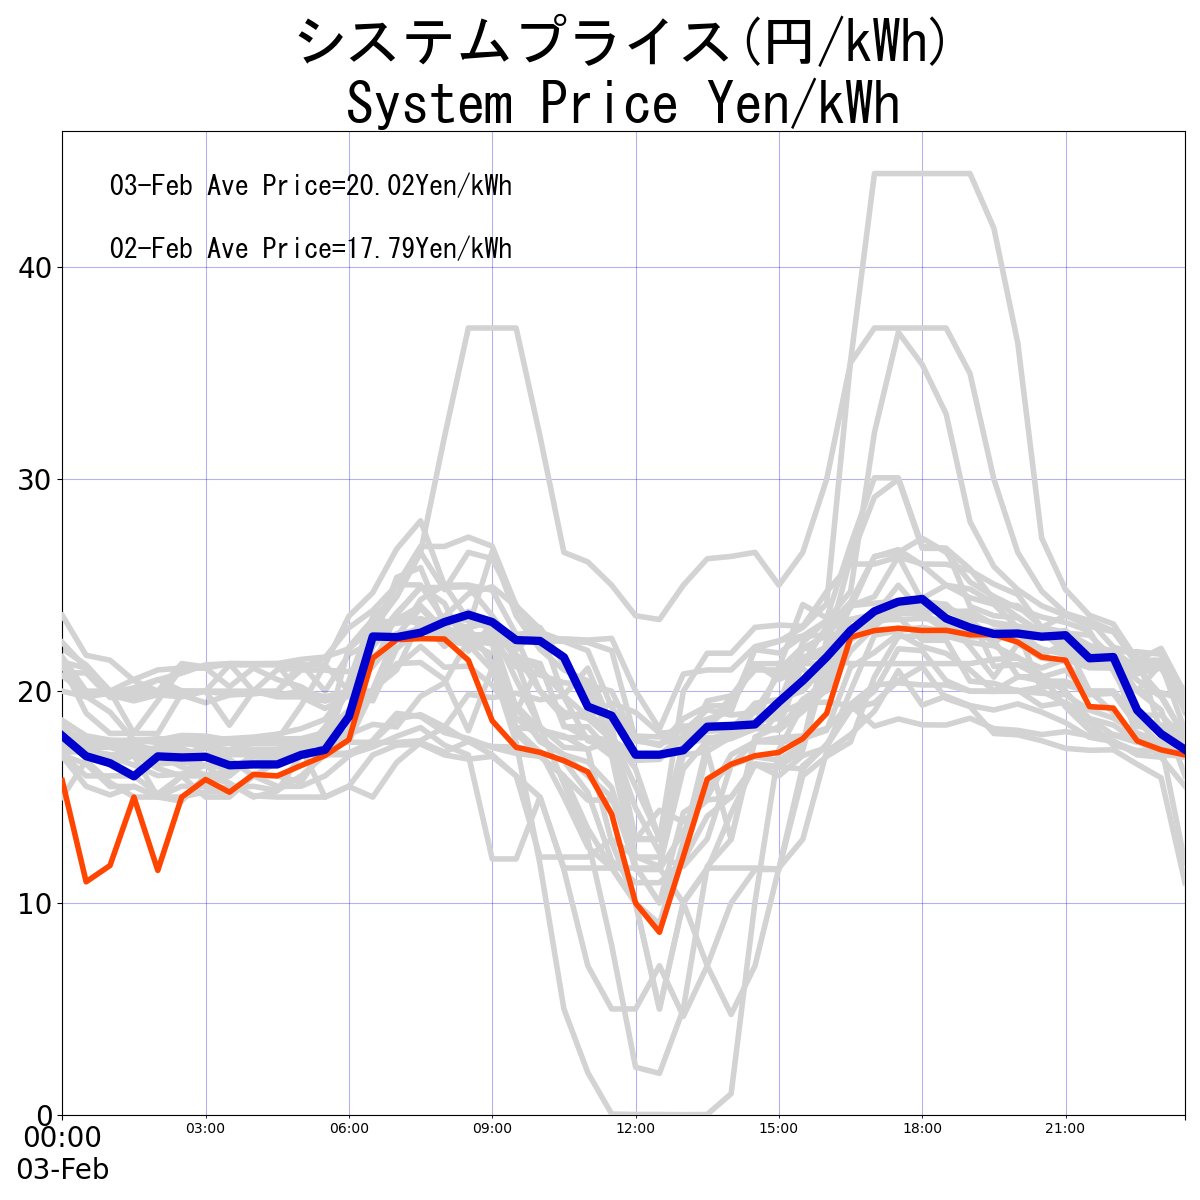 システムプライス(円/kWh)
System Price Yen/kWh
03-Feb Ave Price=20.02Yen/kWh
02-Feb Ave Price=17.79Yen/kWh
40
30
20
10
0
00:00 03:00 06:00 09:00 12:00 15:00 18:00 21:00
03-Feb